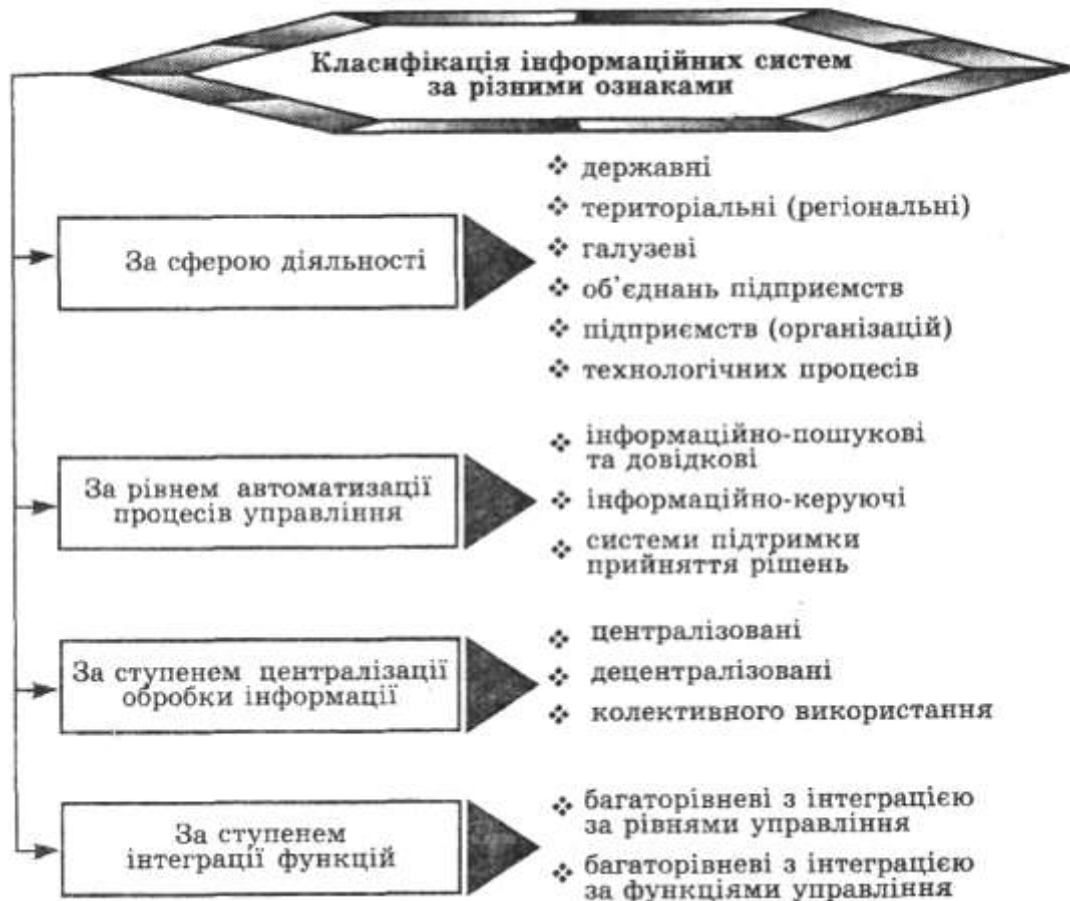 Класифікація інформаційних систем
за різними ознаками
За сферою діяльності
❖ державні
❖ територіальні (регіональні)
❖ галузеві
❖ об'єднань підприємств
❖ підприємств (організацій)
❖ технологічних процесів
За рівнем автоматизації
процесів управління
❖ інформаційно-пошукові
та довідкові
❖ інформаційно-керуючі
❖ системи підтримки
прийняття рішень
За ступенем централізації
обробки інформації
❖ централізовані
❖ децентралізовані
❖ колективного використання
За ступенем
інтеграції функцій
❖ багаторівневі з інтеграцією
за рівнями управління
❖ багаторівневі з інтеграцією
за функціями управління